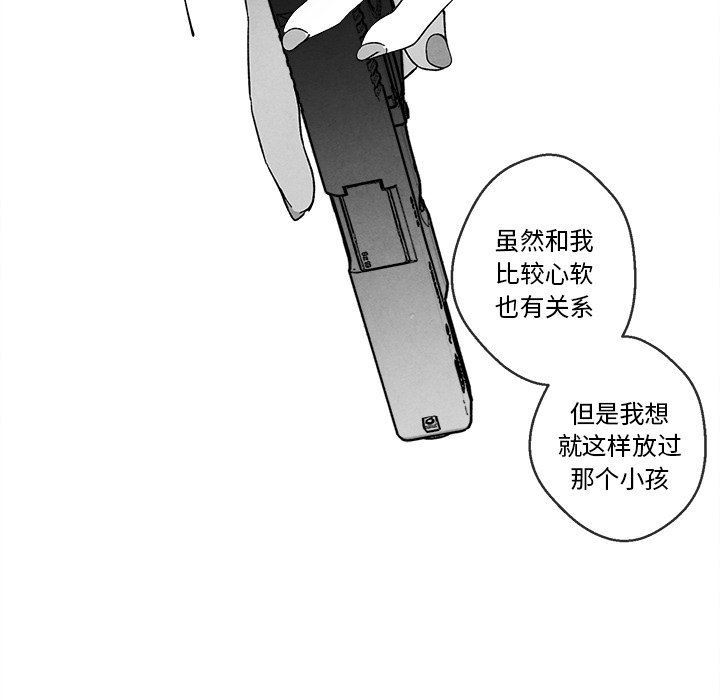 虽然和我
比较心软
也有关系
但是我想
就这样放过
那个小孩